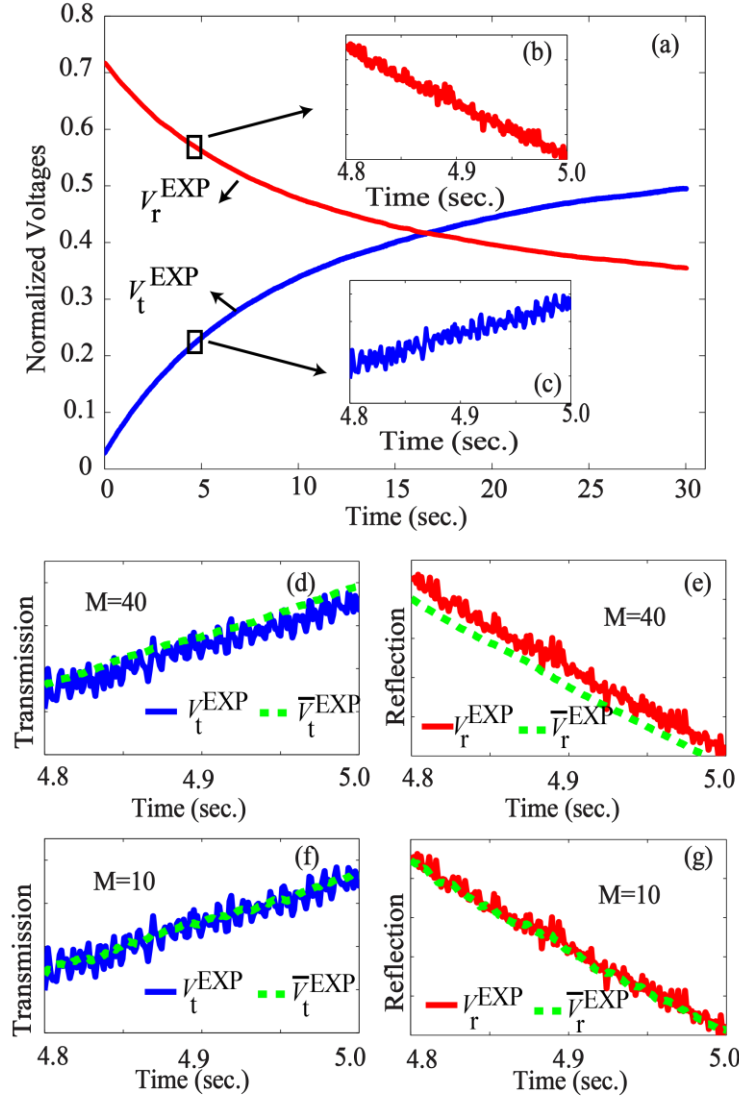 0.8
(a)
(b)
0.7
0.6
4.8 4.9 5.0
Time (sec.)
V_r^EXP
0.5
Normalized Voltages
0.4
V_t^EXP
0.3
0.2
(c)
4.8 4.9 5.0
Time (sec.)
0.1
0
0 5 10 15 20 25 30
Time (sec.)
(d)
M=40
Transmission
V_t^EXP V̅_t^EXP
4.8 4.9 5.0
Time (sec.)
(e)
M=40
Reflection
V_r^EXP V̅_r^EXP
4.8 4.9 5.0
Time (sec.)
(f)
M=10
Transmission
V_t^EXP V̅_t^EXP
4.8 4.9 5.0
Time (sec.)
(g)
M=10
Reflection
V_r^EXP V̅_r^EXP
4.8 4.9 5.0
Time (sec.)